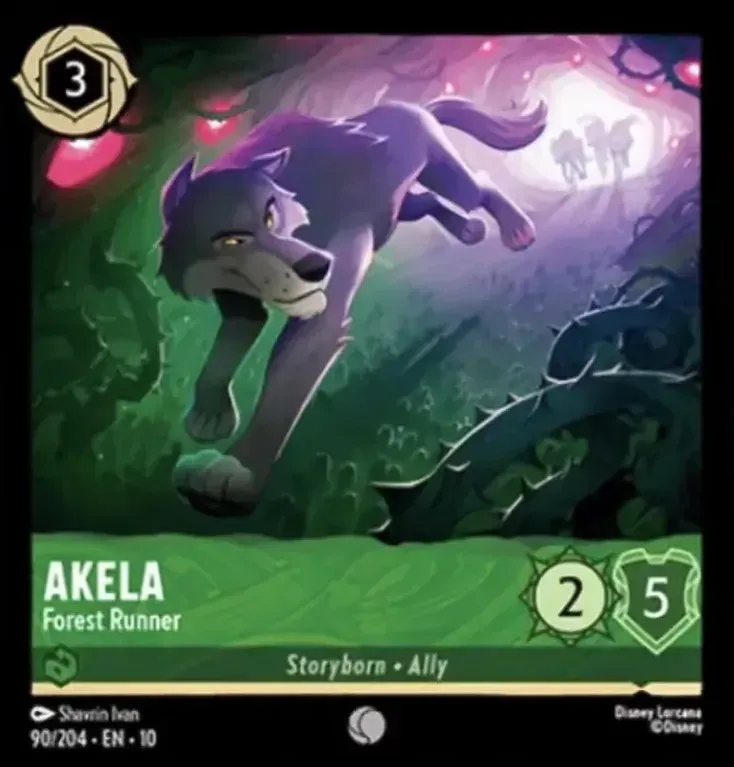 3
AKELA
Forest Runner
2
5
Storyborn • Ally
Shavrin Ivan
90/204 • EN • 10
Disney Lorcana
©Disney